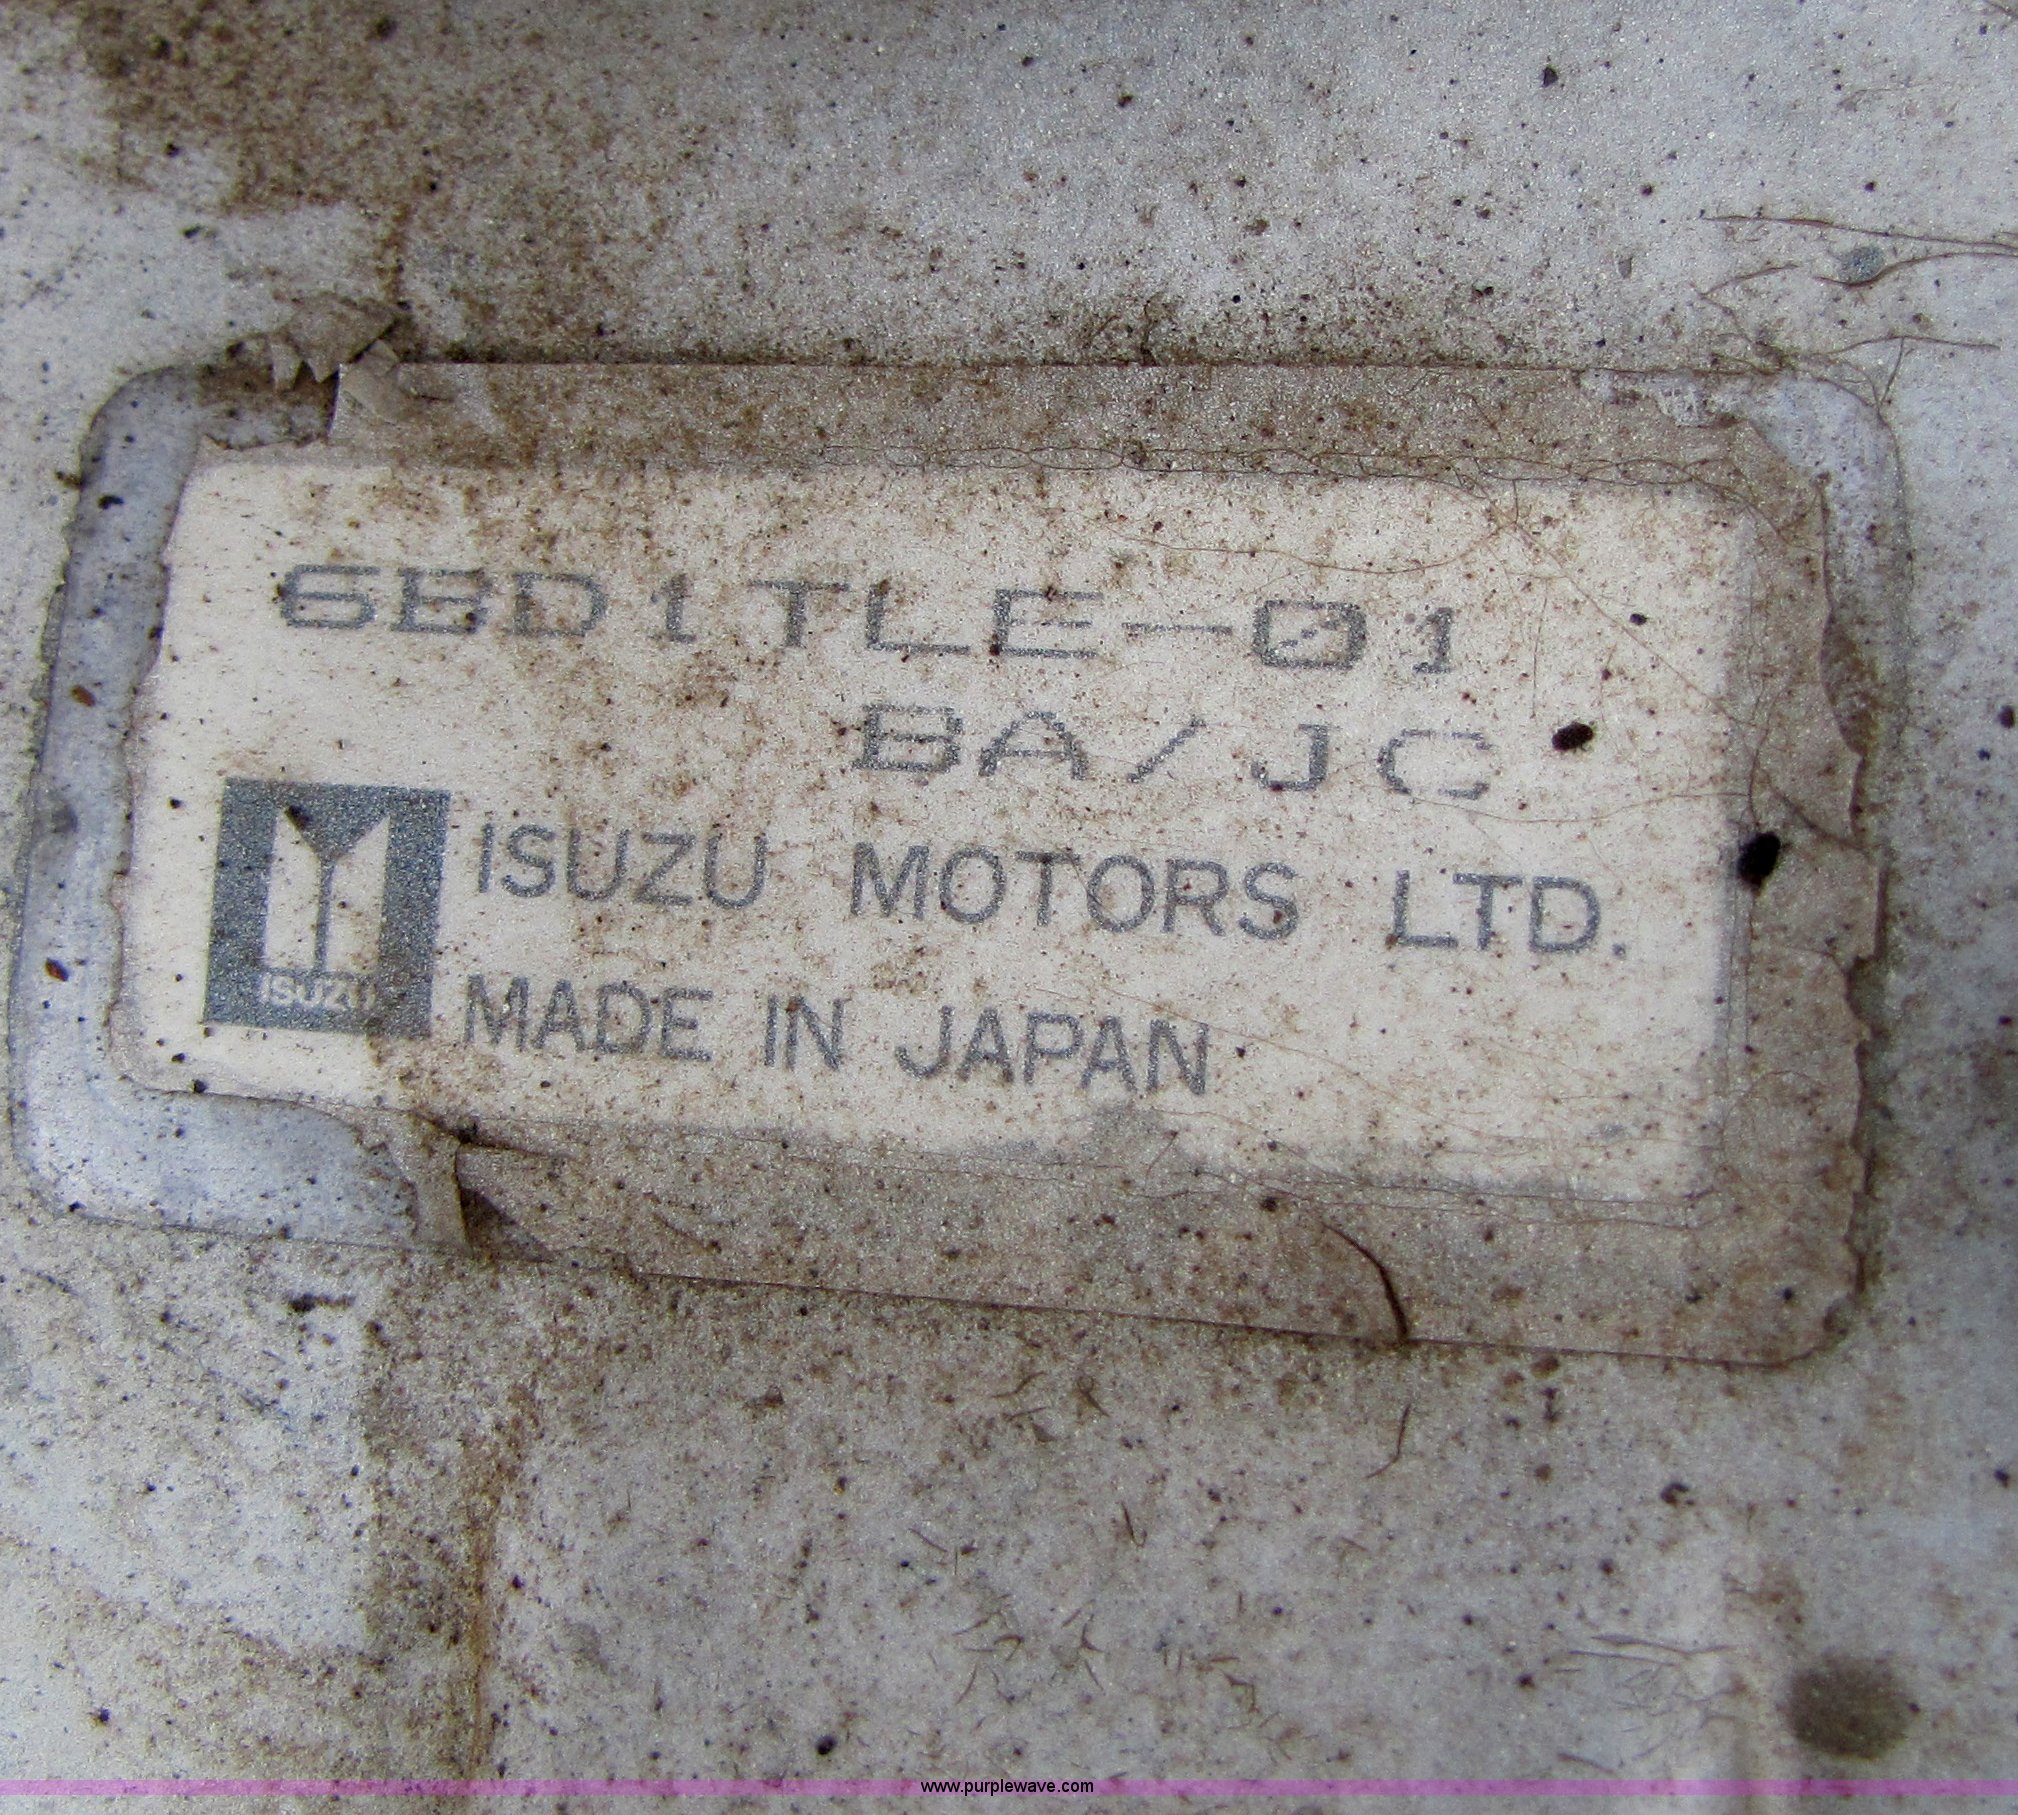 6BD1TLE-01
BA/JC
ISUZU MOTORS LTD.
ISUZU
MADE IN JAPAN
www.purplewave.com